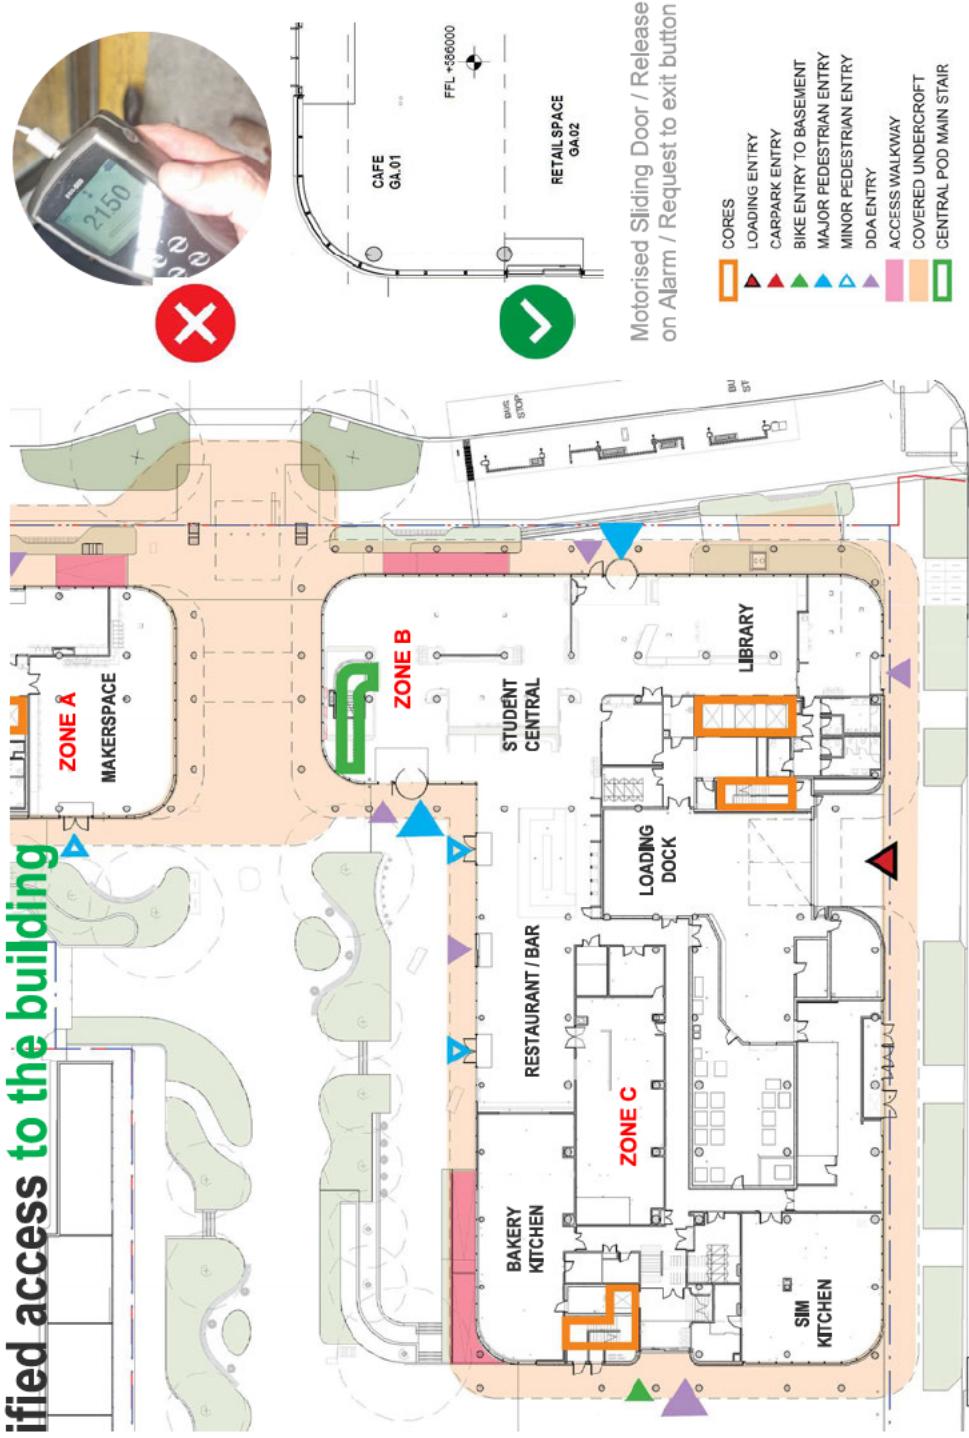 ified access to the building
ZONE A
MAKERSPACE
ZONE B
STUDENT
CENTRAL
LIBRARY
LOADING
DOCK
RESTAURANT / BAR
ZONE C
BAKERY
KITCHEN
SIM
KITCHEN
BUS
STOP
2150
CAFE
GA.01
FFL +586000
RETAIL SPACE
GA.02
Motorised Sliding Door / Release
on Alarm / Request to exit button
CORES
LOADING ENTRY
CARPARK ENTRY
BIKE ENTRY TO BASEMENT
MAJOR PEDESTRIAN ENTRY
MINOR PEDESTRIAN ENTRY
DDA ENTRY
ACCESS WALKWAY
COVERED UNDERCROFT
CENTRAL POD MAIN STAIR